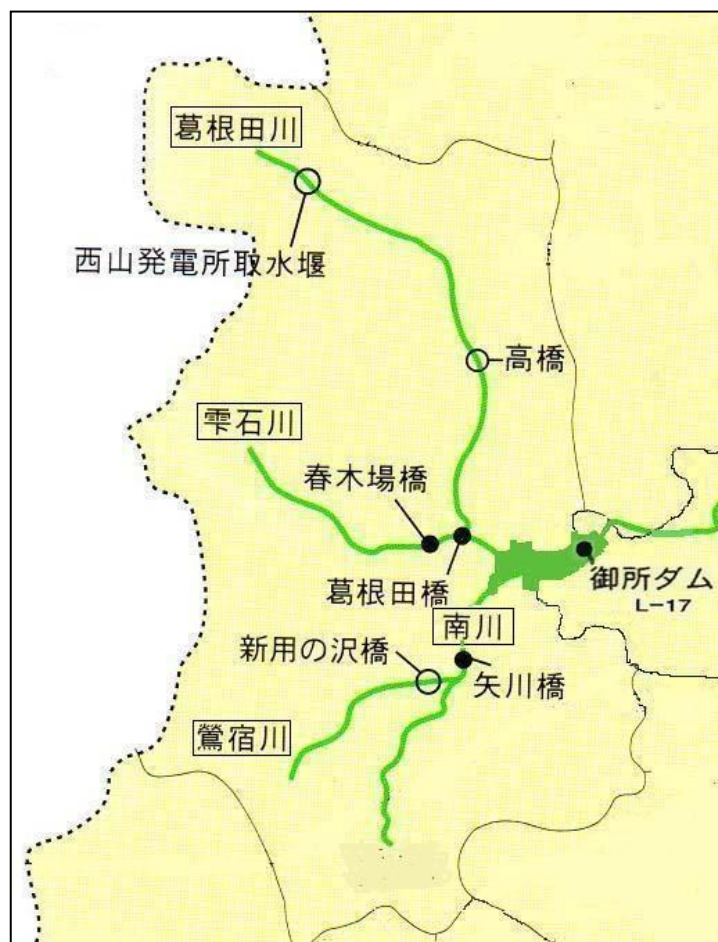 葛根田川
西山発電所取水堰
高橋
雫石川
春木場橋
葛根田橋
御所ダム
L-17
南川
新用の沢橋
矢川橋
鶯宿川